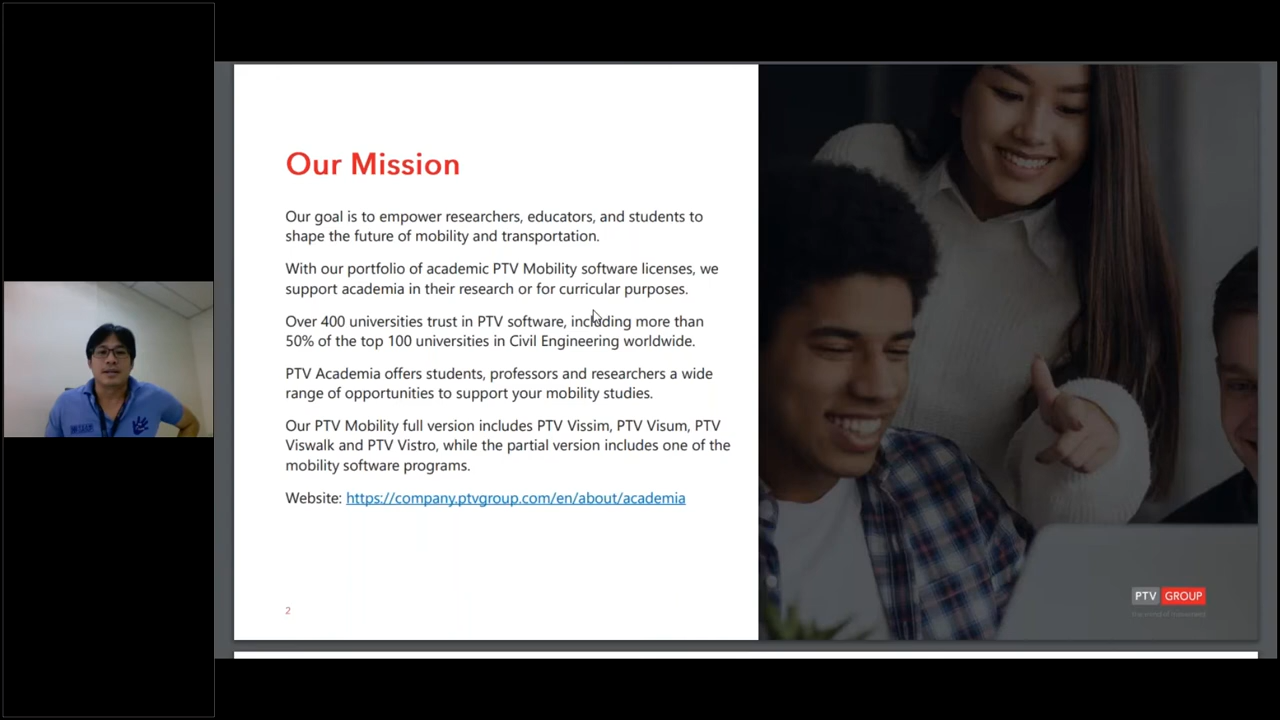 Our Mission
Our goal is to empower researchers, educators, and students to
shape the future of mobility and transportation.
With our portfolio of academic PTV Mobility software licenses, we
support academia in their research or for curricular purposes.
Over 400 universities trust in PTV software, including more than
50% of the top 100 universities in Civil Engineering worldwide.
PTV Academia offers students, professors and researchers a wide
range of opportunities to support your mobility studies.
Our PTV Mobility full version includes PTV Vissim, PTV Visum, PTV
Viswalk and PTV Vistro, while the partial version includes one of the
mobility software programs.
Website: https://company.ptvgroup.com/en/about/academia
2
PTV GROUP